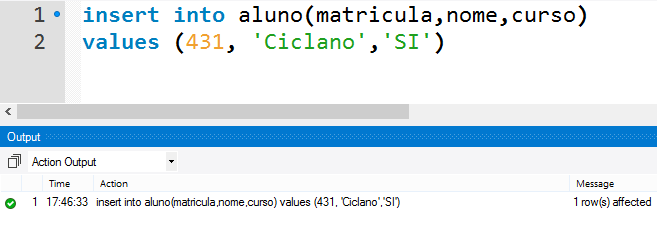 1 insert into aluno(matricula,nome,curso)
2 values (431, 'Ciclano','SI')
Output
Action Output
Time Action Message
1 17:46:33 insert into aluno(matricula,nome,curso) values (431, 'Ciclano','SI') 1 row(s) affected